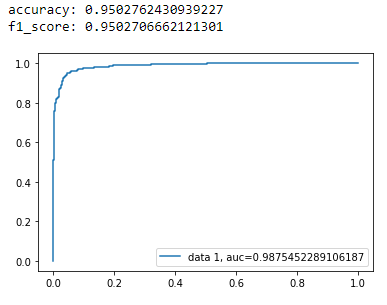 accuracy: 0.9502762430939227
f1_score: 0.9502706662121301
1.0
0.8
0.6
0.4
0.2
0.0
data 1, auc=0.9875452289106187
0.0 0.2 0.4 0.6 0.8 1.0